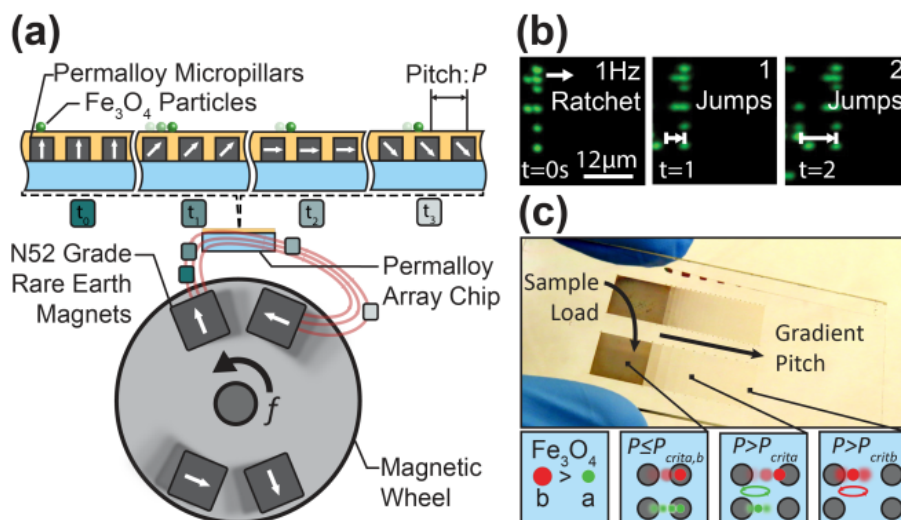 (a)
Permalloy Micropillars
Fe₃O₄ Particles
Pitch: P
t₀
t₁
t₂
t₃
N52 Grade
Rare Earth
Magnets
Permalloy
Array Chip
f
Magnetic
Wheel
(b)
1Hz
Ratchet
t=0s
12μm
1
Jumps
t=1
2
Jumps
t=2
(c)
Sample
Load
Gradient
Pitch
Fe₃O₄
>
b a
P≤Pcrita,b
P>Pcrita
P>Pcritb